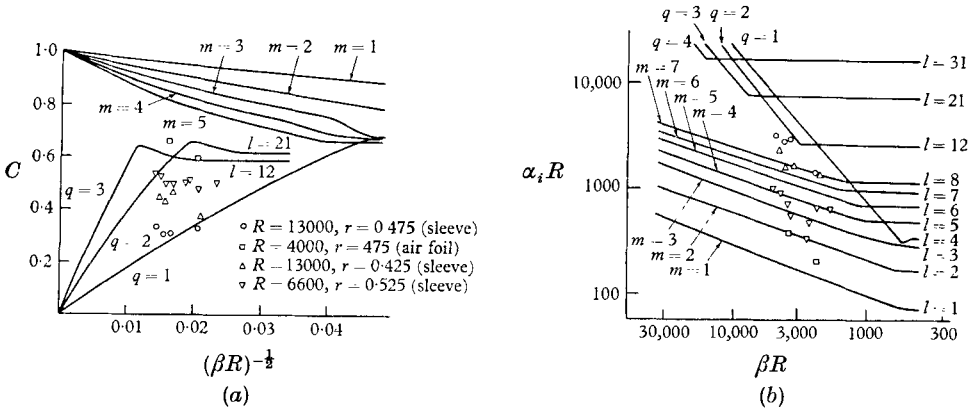 m = 3
m = 2
m = 1
1·0
0·8
m = 4
m = 5
0·6
l = 21
l = 12
C
q = 3
0·4
q = 2
0·2
q = 1
○ R = 13000, r = 0·475 (sleeve)
□ R = 4000, r = 475 (air foil)
△ R = 13000, r = 0·425 (sleeve)
▽ R = 6600, r = 0·525 (sleeve)
0·01 0·02 0·03 0·04
(βR)^{-1/2}
(a)
q = 3 q = 2
q = 4 q = 1
l = 31
10,000
m = 7
m = 6
m = 5
m = 4
l = 21
l = 12
α_i R
1000
l = 8
l = 7
l = 6
l = 5
l = 4
l = 3
l = 2
l = 1
m = 3
m = 2
m = 1
100
30,000 10,000 3,000 1000 300
βR
(b)